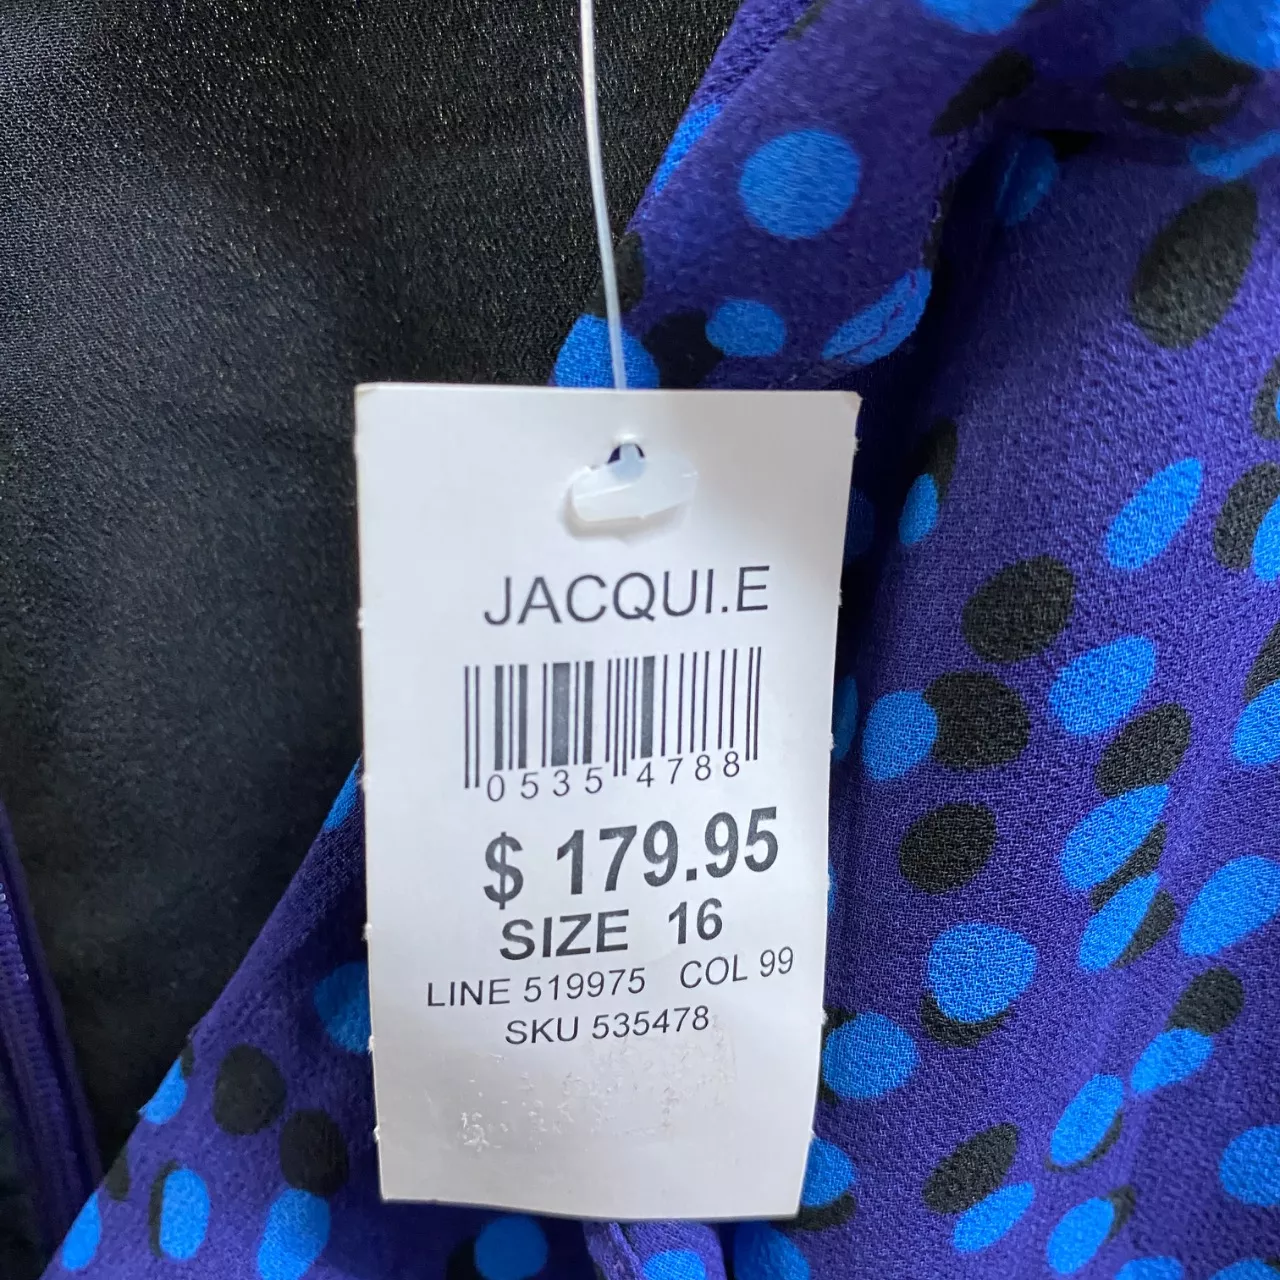 JACQUI.E
0535 4788
$ 179.95
SIZE 16
LINE 519975 COL 99
SKU 535478